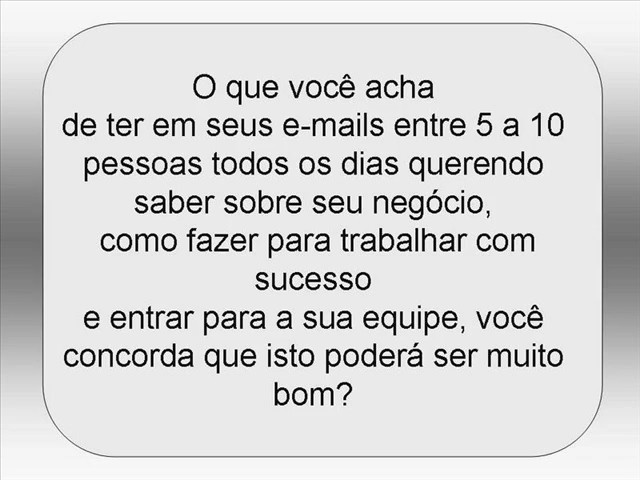 O que você acha
de ter em seus e-mails entre 5 a 10
pessoas todos os dias querendo
saber sobre seu negócio,
como fazer para trabalhar com
sucesso
e entrar para a sua equipe, você
concorda que isto poderá ser muito
bom?